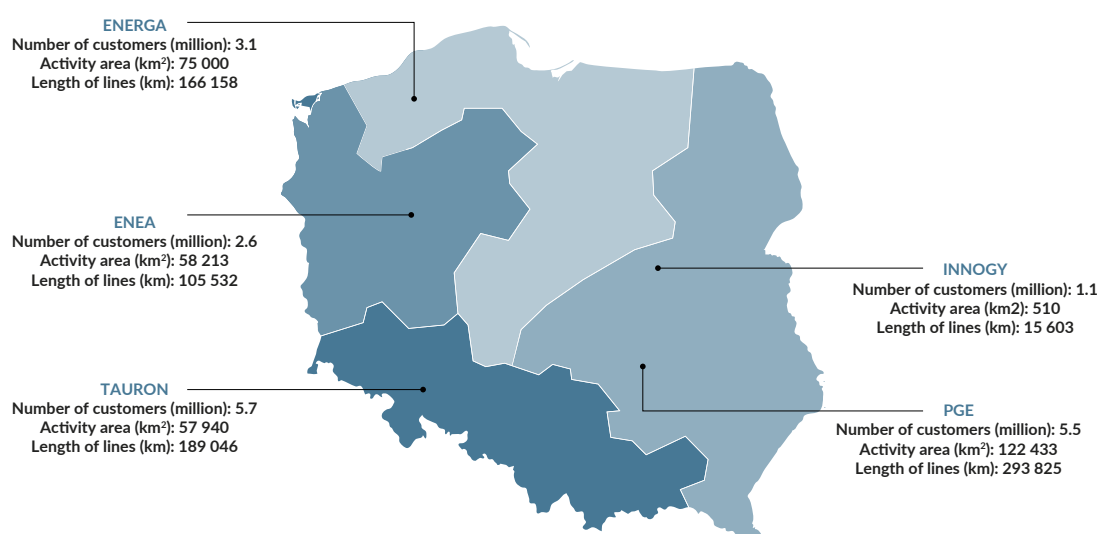 ENERGA
Number of customers (million): 3.1
Activity area (km²): 75 000
Length of lines (km): 166 158
ENEA
Number of customers (million): 2.6
Activity area (km²): 58 213
Length of lines (km): 105 532
INNOGY
Number of customers (million): 1.1
Activity area (km2): 510
Length of lines (km): 15 603
TAURON
Number of customers (million): 5.7
Activity area (km²): 57 940
Length of lines (km): 189 046
PGE
Number of customers (million): 5.5
Activity area (km²): 122 433
Length of lines (km): 293 825